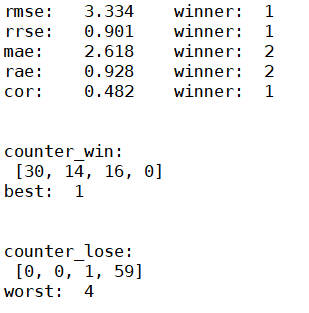 rmse: 3.334 winner: 1
rrse: 0.901 winner: 1
mae: 2.618 winner: 2
rae: 0.928 winner: 2
cor: 0.482 winner: 1
counter_win:
[30, 14, 16, 0]
best: 1
counter_lose:
[0, 0, 1, 59]
worst: 4